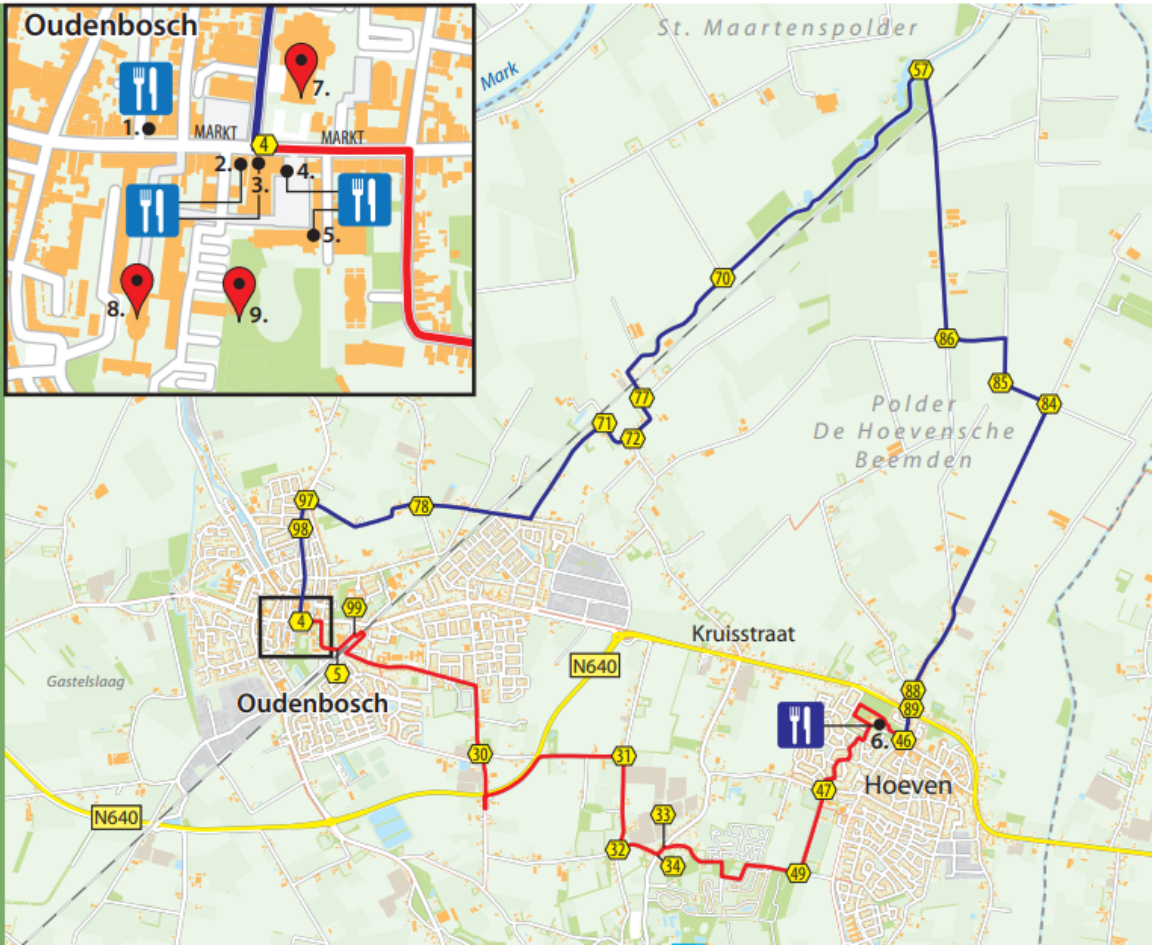 Oudenbosch
7.
1.
MARKT
4
MARKT
2.
3.
4.
5.
8.
9.
St. Maartenspolder
Mark
57
70
86
85
84
77
71
72
Polder
De Hoevensche
Beemden
97
78
98
99
4
5
Kruisstraat
N640
Gastelslaag
Oudenbosch
88
89
6.
46
30
31
Hoeven
47
N640
33
32
34
49